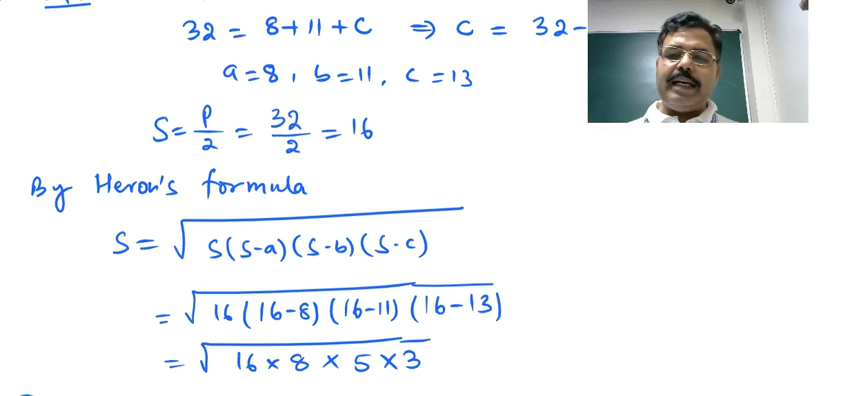 32 = 8+11+C ⇒ C = 32-
a=8, b=11, c=13
S = P/2 = 32/2 = 16
By Heron's formula
S = √S(S-a)(S-b)(S-c)
= √16(16-8)(16-11)(16-13)
= √16×8×5×3